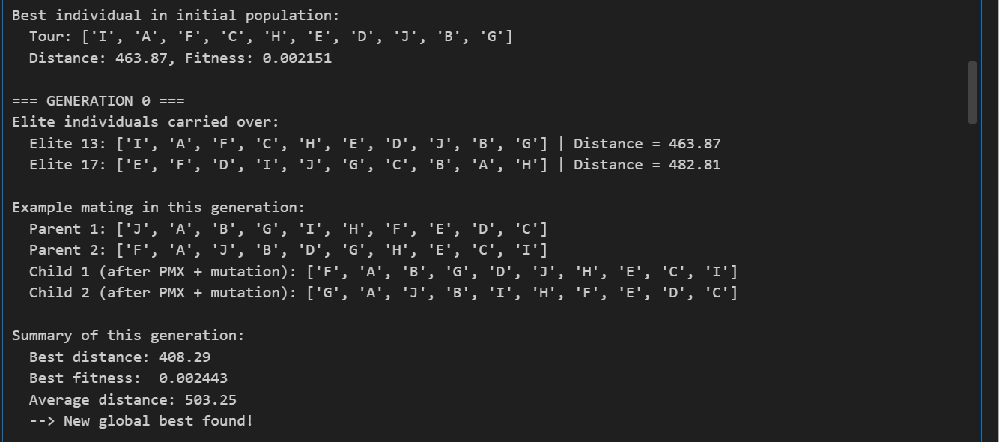 Best individual in initial population:
Tour: ['I', 'A', 'F', 'C', 'H', 'E', 'D', 'J', 'B', 'G']
Distance: 463.87, Fitness: 0.002151
=== GENERATION 0 ===
Elite individuals carried over:
Elite 13: ['I', 'A', 'F', 'C', 'H', 'E', 'D', 'J', 'B', 'G'] | Distance = 463.87
Elite 17: ['E', 'F', 'D', 'I', 'J', 'G', 'C', 'B', 'A', 'H'] | Distance = 482.81
Example mating in this generation:
Parent 1: ['J', 'A', 'B', 'G', 'I', 'H', 'F', 'E', 'D', 'C']
Parent 2: ['F', 'A', 'J', 'B', 'D', 'G', 'H', 'E', 'C', 'I']
Child 1 (after PMX + mutation): ['F', 'A', 'B', 'G', 'D', 'J', 'H', 'E', 'C', 'I']
Child 2 (after PMX + mutation): ['G', 'A', 'J', 'B', 'I', 'H', 'F', 'E', 'D', 'C']
Summary of this generation:
Best distance: 408.29
Best fitness:  0.002443
Average distance: 503.25
--> New global best found!